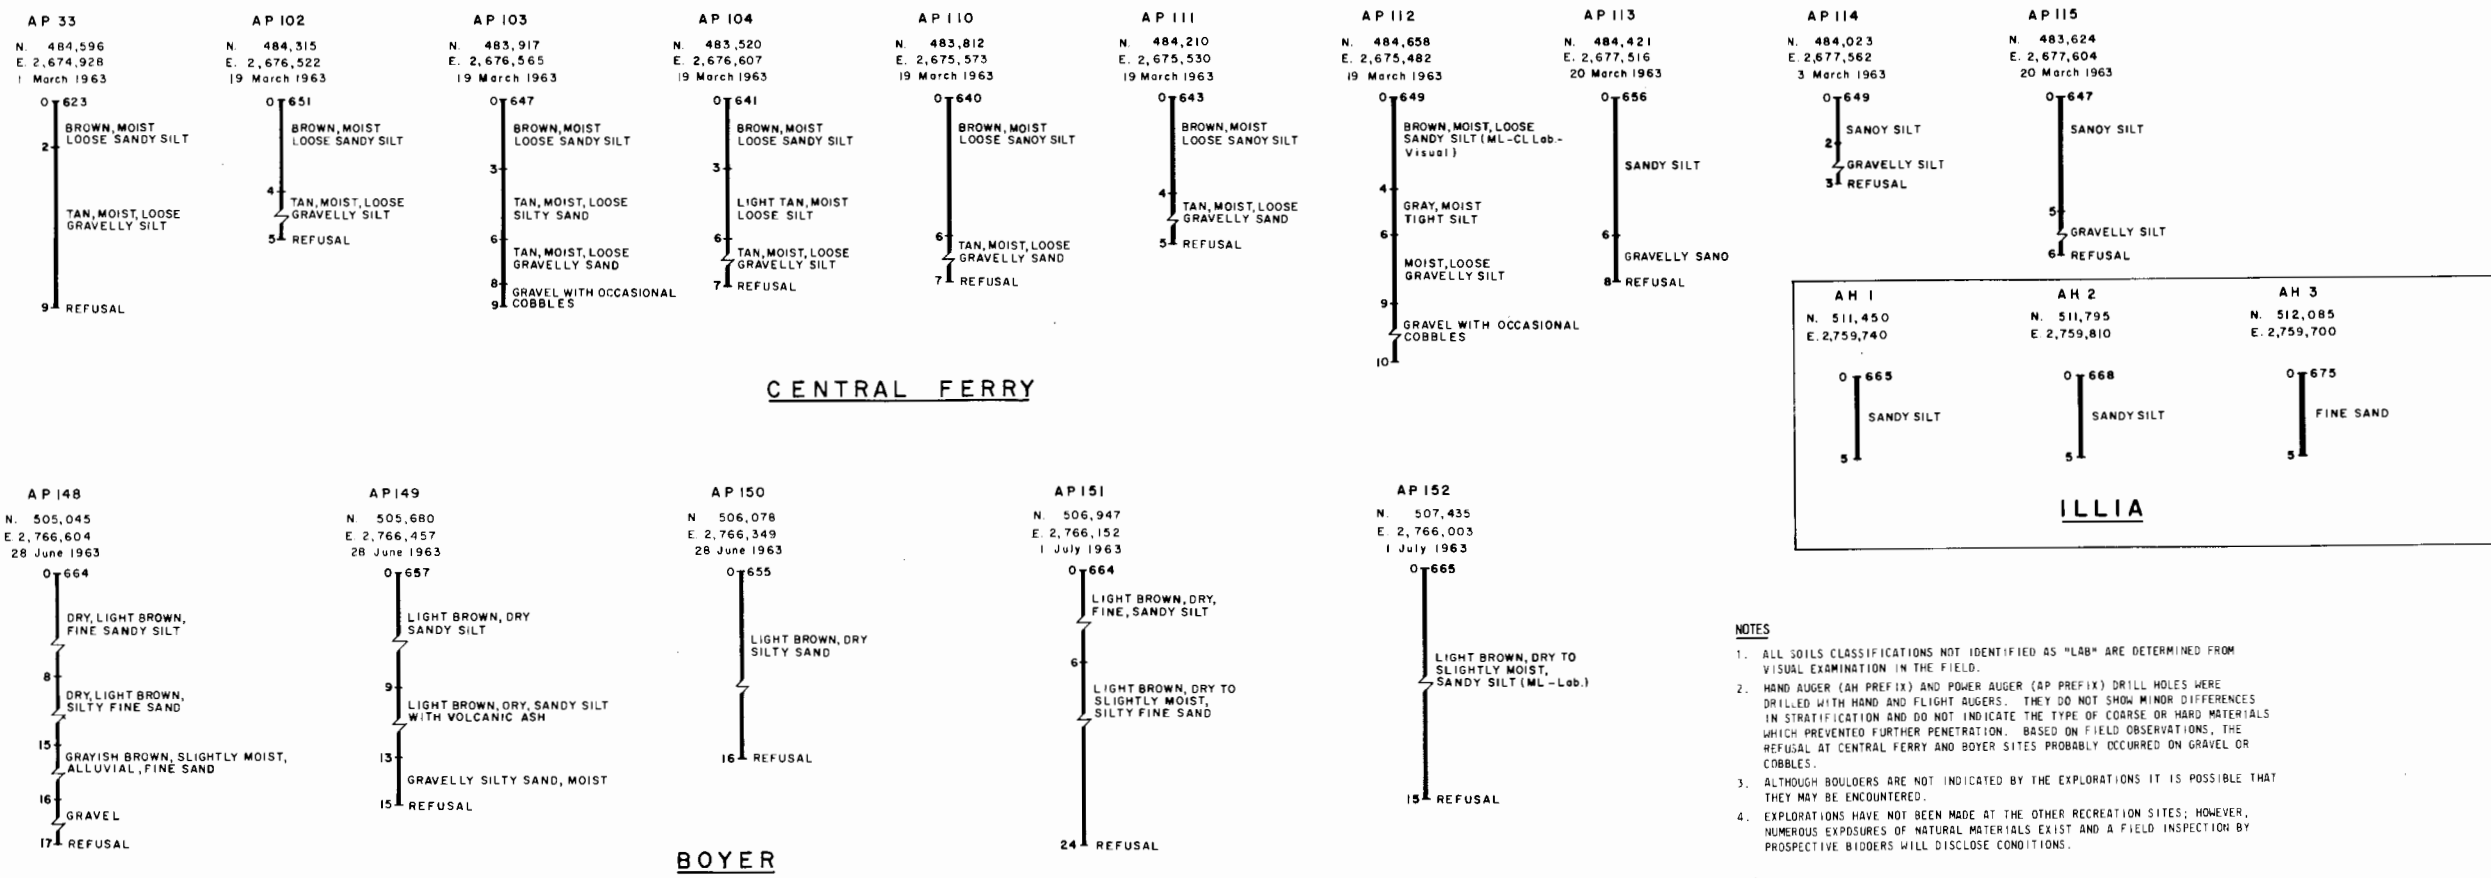 AP 33
N. 484,596
E. 2,674,928
1 March 1963
0 623
BROWN, MOIST
LOOSE SANDY SILT
2
TAN, MOIST, LOOSE
GRAVELLY SILT
9 REFUSAL
AP 102
N. 484,315
E. 2,676,522
19 March 1963
0 651
BROWN, MOIST
LOOSE SANDY SILT
4
TAN, MOIST, LOOSE
GRAVELLY SILT
5 REFUSAL
AP 103
N. 483,917
E. 2,676,565
19 March 1963
0 647
BROWN, MOIST
LOOSE SANDY SILT
3
TAN, MOIST, LOOSE
SILTY SAND
6
TAN, MOIST, LOOSE
GRAVELLY SAND
8
GRAVEL WITH OCCASIONAL
9 COBBLES
AP 104
N. 483,520
E. 2,676,607
19 March 1963
0 641
BROWN, MOIST
LOOSE SANDY SILT
3
LIGHT TAN, MOIST
LOOSE SILT
6
TAN, MOIST, LOOSE
GRAVELLY SILT
7 REFUSAL
AP 110
N. 483,812
E. 2,675,573
19 March 1963
0 640
BROWN, MOIST
LOOSE SANDY SILT
6
TAN, MOIST, LOOSE
GRAVELLY SAND
7 REFUSAL
AP 111
N. 484,210
E. 2,675,530
19 March 1963
0 643
BROWN, MOIST
LOOSE SANDY SILT
4
TAN, MOIST, LOOSE
GRAVELLY SAND
5 REFUSAL
AP 112
N. 484,658
E. 2,675,482
19 March 1963
0 649
BROWN, MOIST, LOOSE
SANDY SILT (ML-CL Lab.-
Visual)
4
GRAY, MOIST
TIGHT SILT
6
MOIST, LOOSE
GRAVELLY SILT
9
GRAVEL WITH OCCASIONAL
COBBLES
10
AP 113
N. 484,421
E. 2,677,516
20 March 1963
0 656
SANDY SILT
6
GRAVELLY SAND
8 REFUSAL
AP 114
N. 484,023
E. 2,677,562
3 March 1963
0 649
SANDY SILT
2
GRAVELLY SILT
3 REFUSAL
AP 115
N. 483,624
E. 2,677,604
20 March 1963
0 647
SANDY SILT
5
GRAVELLY SILT
6 REFUSAL
CENTRAL FERRY
AH 1
N. 511,450
E. 2,759,740
0 665
SANDY SILT
5
AH 2
N. 511,795
E. 2,759,810
0 668
SANDY SILT
5
AH 3
N. 512,085
E. 2,759,700
0 675
FINE SAND
5
ILLIA
AP 148
N. 505,045
E. 2,766,604
28 June 1963
0 664
DRY, LIGHT BROWN,
FINE SANDY SILT
8
DRY, LIGHT BROWN,
SILTY FINE SAND
15
GRAYISH BROWN, SLIGHTLY MOIST,
ALLUVIAL, FINE SAND
16
GRAVEL
17 REFUSAL
AP 149
N. 505,680
E. 2,766,457
28 June 1963
0 657
LIGHT BROWN, DRY
SANDY SILT
9
LIGHT BROWN, DRY, SANDY SILT
WITH VOLCANIC ASH
13
GRAVELLY SILTY SAND, MOIST
15 REFUSAL
AP 150
N 506,078
E. 2,766,349
28 June 1963
0 655
LIGHT BROWN, DRY
SILTY SAND
16 REFUSAL
AP 151
N. 506,947
E. 2,766,152
1 July 1963
0 664
LIGHT BROWN, DRY,
FINE, SANDY SILT
6
LIGHT BROWN, DRY TO
SLIGHTLY MOIST,
SILTY FINE SAND
24 REFUSAL
AP 152
N. 507,435
E. 2,766,003
1 July 1963
0 665
LIGHT BROWN, DRY TO
SLIGHTLY MOIST,
SANDY SILT (ML-Lab.)
15 REFUSAL
BOYER
NOTES
1. ALL SOILS CLASSIFICATIONS NOT IDENTIFIED AS "LAB" ARE DETERMINED FROM
VISUAL EXAMINATION IN THE FIELD.
2. HAND AUGER (AH PREFIX) AND POWER AUGER (AP PREFIX) DRILL HOLES WERE
DRILLED WITH HAND AND FLIGHT AUGERS. THEY DO NOT SHOW MINOR DIFFERENCES
IN STRATIFICATION AND DO NOT INDICATE THE TYPE OF COARSE OR HARD MATERIALS
WHICH PREVENTED FURTHER PENETRATION. BASED ON FIELD OBSERVATIONS, THE
REFUSAL AT CENTRAL FERRY AND BOYER SITES PROBABLY OCCURRED ON GRAVEL OR
COBBLES.
3. ALTHOUGH BOULDERS ARE NOT INDICATED BY THE EXPLORATIONS IT IS POSSIBLE THAT
THEY MAY BE ENCOUNTERED.
4. EXPLORATIONS HAVE NOT BEEN MADE AT THE OTHER RECREATION SITES; HOWEVER,
NUMEROUS EXPOSURES OF NATURAL MATERIALS EXIST AND A FIELD INSPECTION BY
PROSPECTIVE BIDDERS WILL DISCLOSE CONDITIONS.